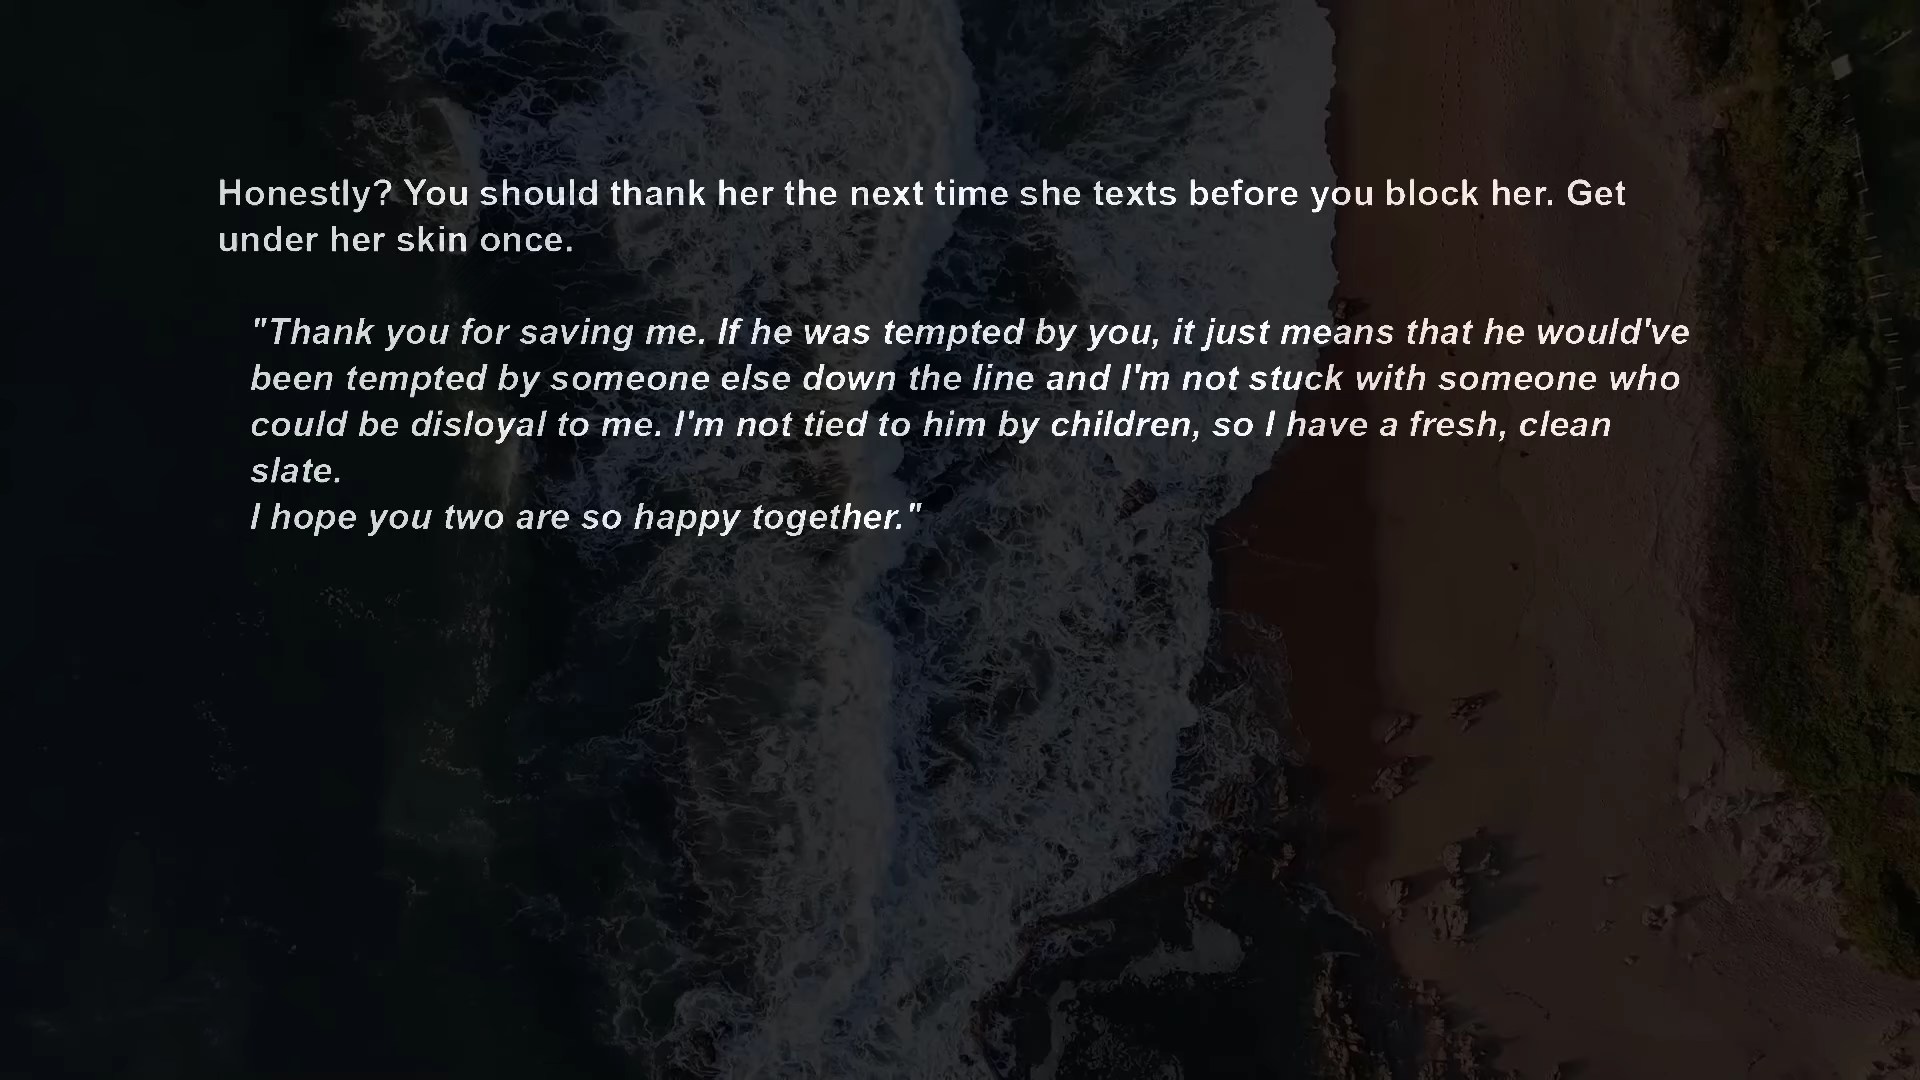 Honestly? You should thank her the next time she texts before you block her. Get
under her skin once.
"Thank you for saving me. If he was tempted by you, it just means that he would've
been tempted by someone else down the line and I'm not stuck with someone who
could be disloyal to me. I'm not tied to him by children, so I have a fresh, clean
slate.
I hope you two are so happy together."